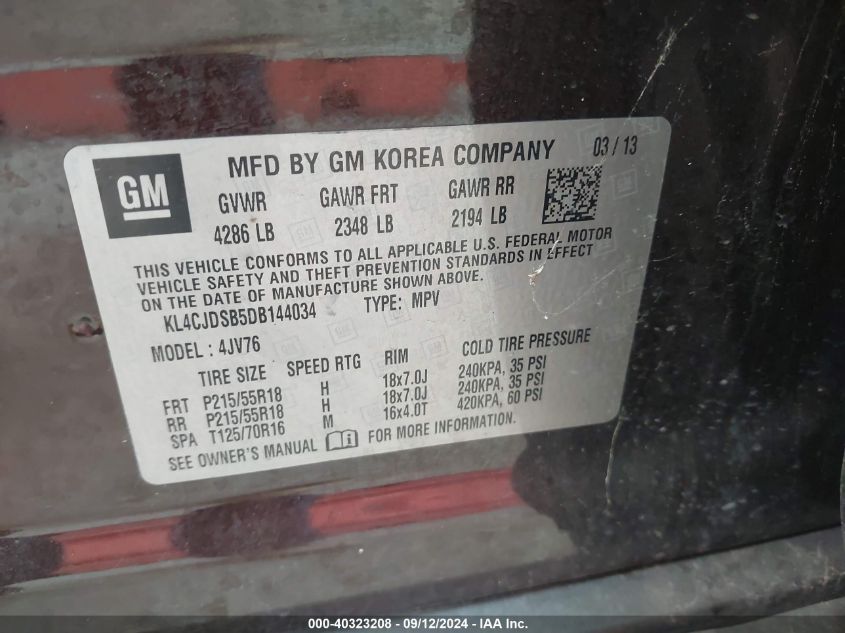 GM
MFD BY GM KOREA COMPANY 03/13
GVWR GAWR FRT GAWR RR
4286 LB 2348 LB 2194 LB
THIS VEHICLE CONFORMS TO ALL APPLICABLE U.S. FEDERAL MOTOR
VEHICLE SAFETY AND THEFT PREVENTION STANDARDS IN EFFECT
ON THE DATE OF MANUFACTURE SHOWN ABOVE.
KL4CJDSB5DB144034 TYPE: MPV
MODEL : 4JV76
TIRE SIZE SPEED RTG RIM COLD TIRE PRESSURE
FRT P215/55R18 H 18x7.0J 240KPA, 35 PSI
RR P215/55R18 H 18x7.0J 240KPA, 35 PSI
SPA T125/70R16 M 16x4.0T 420KPA, 60 PSI
SEE OWNER'S MANUAL FOR MORE INFORMATION.
000-40323208 - 09/12/2024 - IAA Inc.